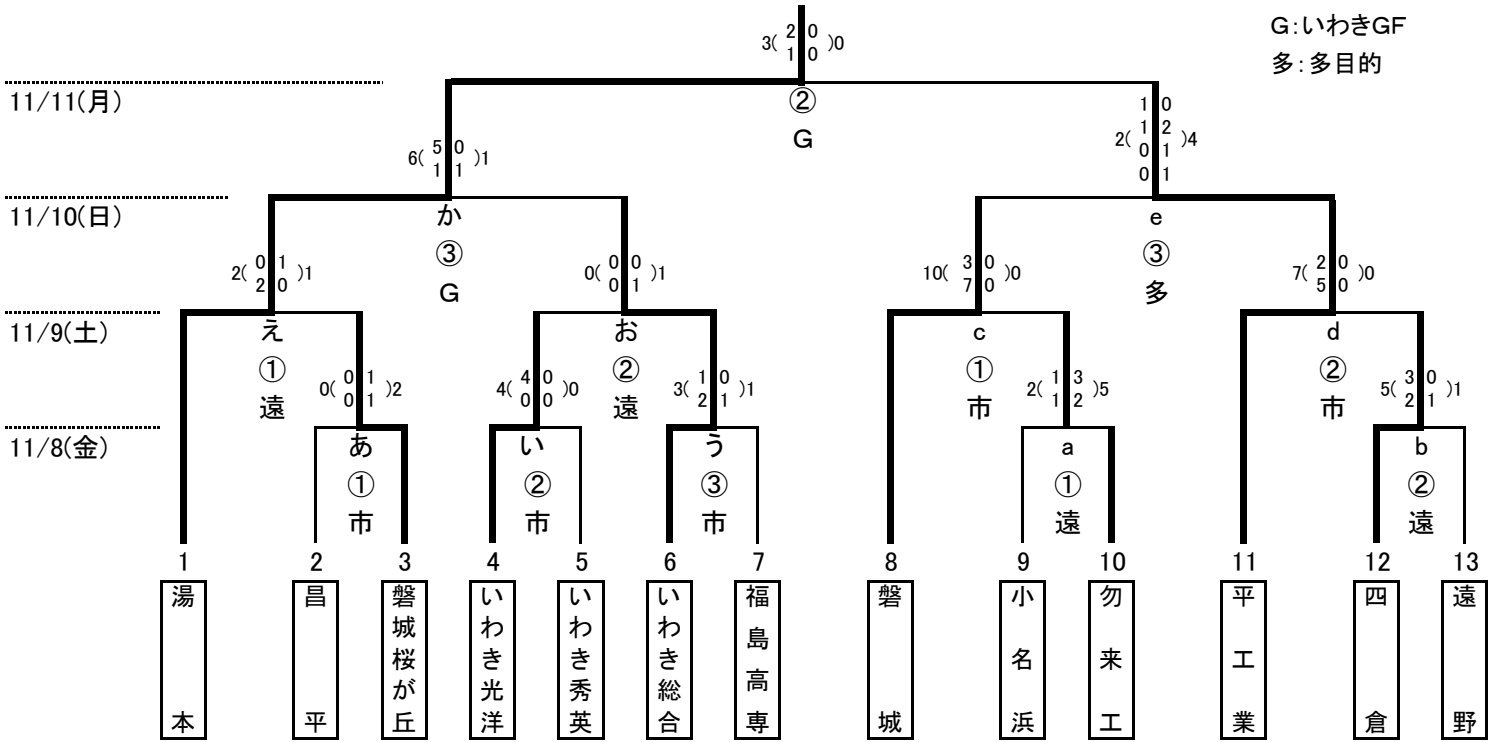 G:いわきGF
多:多目的
3( 2 0 )0
1 0
11/11(月)
②
G
6( 5 0 )1
1 1
1 0
2( 1 2 )4
0 1
0 1
11/10(日)
か
③
G
e
③
多
2( 0 1 )1
2 0
0( 0 0 )1
0 1
10( 3 0 )0
7 0
7( 2 0 )0
5 0
11/9(土)
え
①
遠
お
②
遠
c
①
市
d
②
市
0( 0 1 )2
0 1
4( 4 0 )0
0 0
3( 1 0 )1
2 1
2( 1 3 )5
1 2
5( 3 0 )1
2 1
11/8(金)
あ
①
市
い
②
市
う
③
市
a
①
遠
b
②
遠
1 2 3 4 5 6 7 8 9 10 11 12 13
湯本
昌平
磐城桜が丘
いわき光洋
いわき秀英
いわき総合
福島高専
磐城
小名浜
勿来工
平工業
四倉
遠野